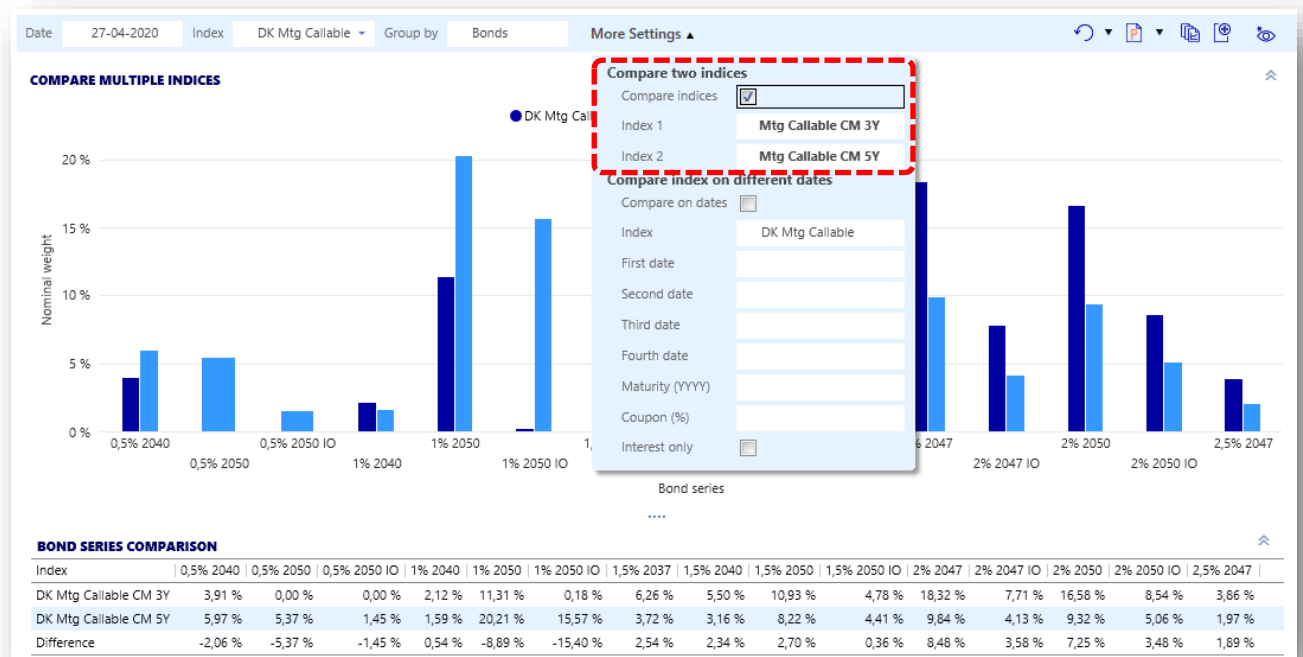 Date 27-04-2020 Index DK Mtg Callable Group by Bonds More Settings ▲
COMPARE MULTIPLE INDICES
Compare two indices
Compare indices
DK Mtg Cal
Index 1 Mtg Callable CM 3Y
Index 2 Mtg Callable CM 5Y
Compare index on different dates
Compare on dates
Index DK Mtg Callable
First date
Second date
Third date
Fourth date
Maturity (YYYY)
Coupon (%)
Interest only
Nominal weight
20 %
15 %
10 %
5 %
0 %
0,5% 2040 0,5% 2050 IO 1% 2050 1, 2047 2% 2050 2,5% 2047
0,5% 2050 1% 2040 1% 2050 IO 2% 2047 IO 2% 2050 IO
Bond series
....
BOND SERIES COMPARISON
Index 0,5% 2040 0,5% 2050 0,5% 2050 IO 1% 2040 1% 2050 1% 2050 IO 1,5% 2037 1,5% 2040 1,5% 2050 1,5% 2050 IO 2% 2047 2% 2047 IO 2% 2050 2% 2050 IO 2,5% 2047
DK Mtg Callable CM 3Y 3,91 % 0,00 % 0,00 % 2,12 % 11,31 % 0,18 % 6,26 % 5,50 % 10,93 % 4,78 % 18,32 % 7,71 % 16,58 % 8,54 % 3,86 %
DK Mtg Callable CM 5Y 5,97 % 5,37 % 1,45 % 1,59 % 20,21 % 15,57 % 3,72 % 3,16 % 8,22 % 4,41 % 9,84 % 4,13 % 9,32 % 5,06 % 1,97 %
Difference -2,06 % -5,37 % -1,45 % 0,54 % -8,89 % -15,40 % 2,54 % 2,34 % 2,70 % 0,36 % 8,48 % 3,58 % 7,25 % 3,48 % 1,89 %